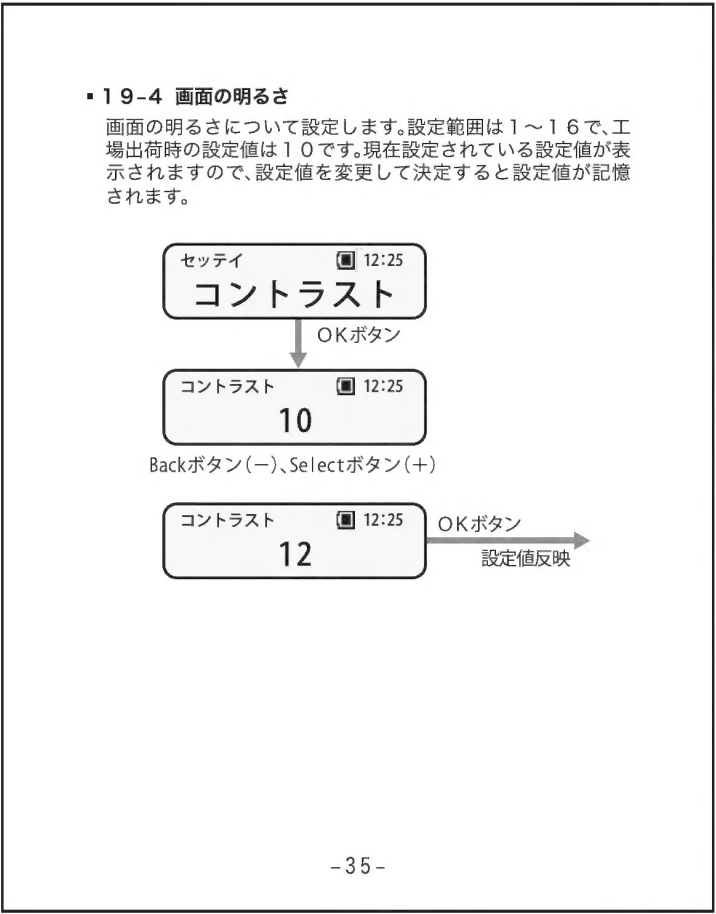 ▪19-4 画面の明るさ
画面の明るさについて設定します。設定範囲は1～16で、工
場出荷時の設定値は10です。現在設定されている設定値が表
示されますので、設定値を変更して決定すると設定値が記憶
されます。
セッテイ 12:25
コントラスト
OKボタン
コントラスト 12:25
10
Backボタン(－)、Selectボタン(＋)
コントラスト 12:25
12
OKボタン
設定値反映
-35-